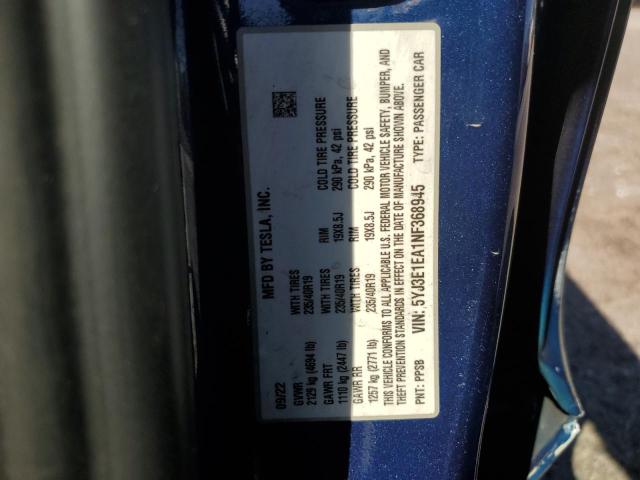 09/22 MFD BY TESLA, INC.
GVWR WITH TIRES RIM COLD TIRE PRESSURE
2129 kg (4694 lb) 235/40R19 19X8.5J 290 kPa, 42 psi
GAWR FRT WITH TIRES RIM COLD TIRE PRESSURE
1110 kg (2447 lb) 235/40R19 19X8.5J 290 kPa, 42 psi
GAWR RR
1257 kg (2771 lb)
THIS VEHICLE CONFORMS TO ALL APPLICABLE U.S. FEDERAL MOTOR VEHICLE SAFETY, BUMPER, AND
THEFT PREVENTION STANDARDS IN EFFECT ON THE DATE OF MANUFACTURE SHOWN ABOVE.
PNT: PPSB VIN: 5YJ3E1EA1NF368945 TYPE: PASSENGER CAR